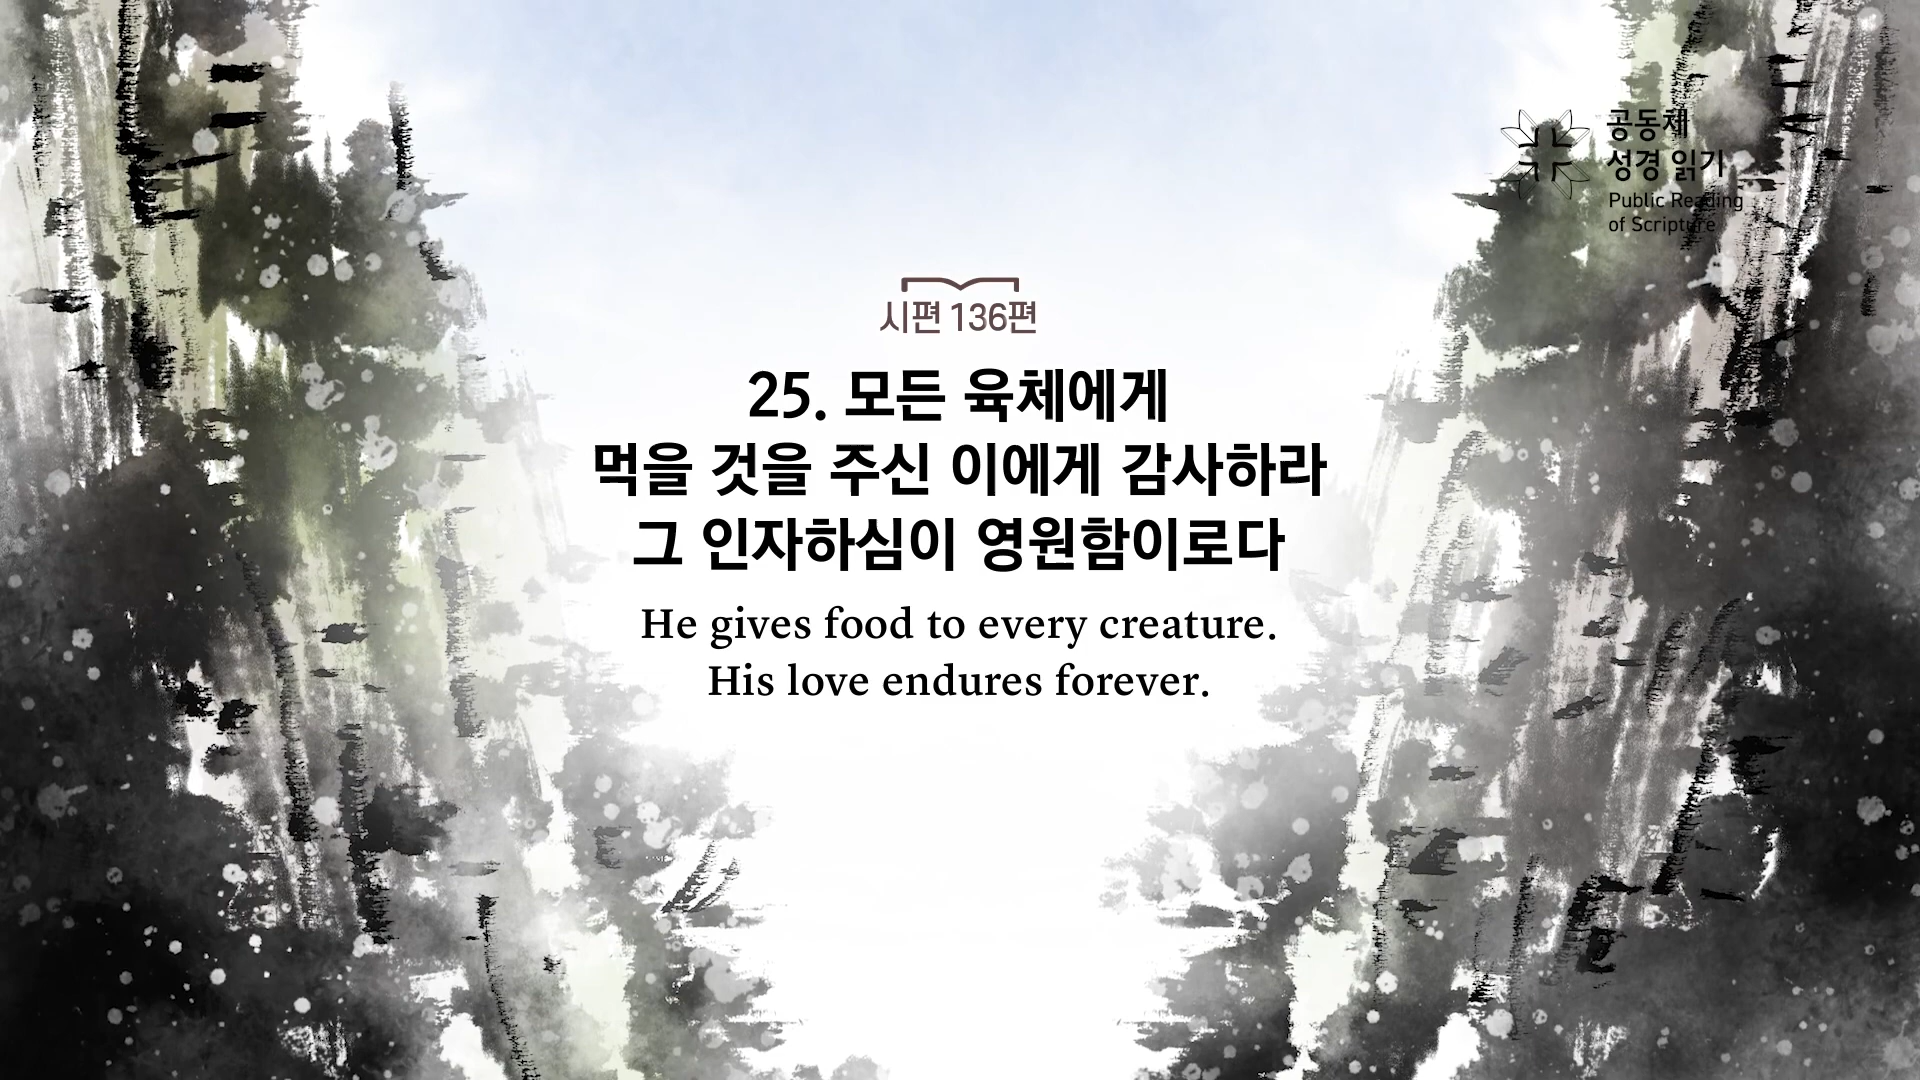 공동체
성경 읽기
Public Reading
of Scripture
시편 136편
25. 모든 육체에게
먹을 것을 주신 이에게 감사하라
그 인자하심이 영원함이로다
He gives food to every creature.
His love endures forever.